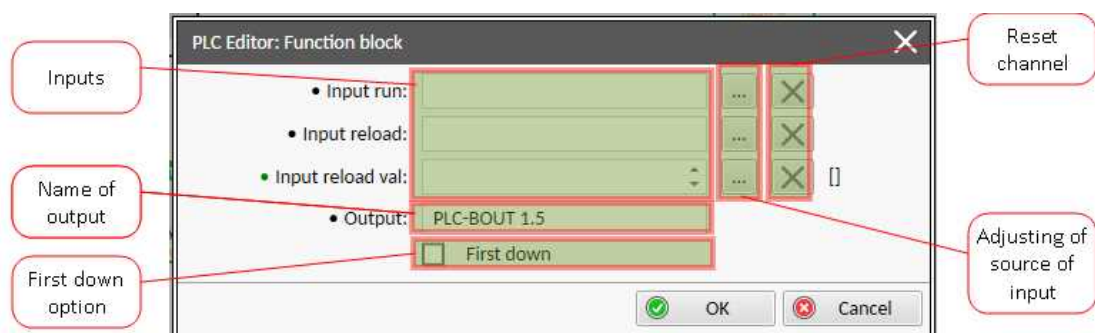 PLC Editor: Function block
Reset
channel
Inputs
• Input run:
...
• Input reload:
...
• Input reload val:
...
[]
Name of
output
• Output:
PLC-BOUT 1.5
First down
First down
option
Adjusting of
source of
input
OK
Cancel